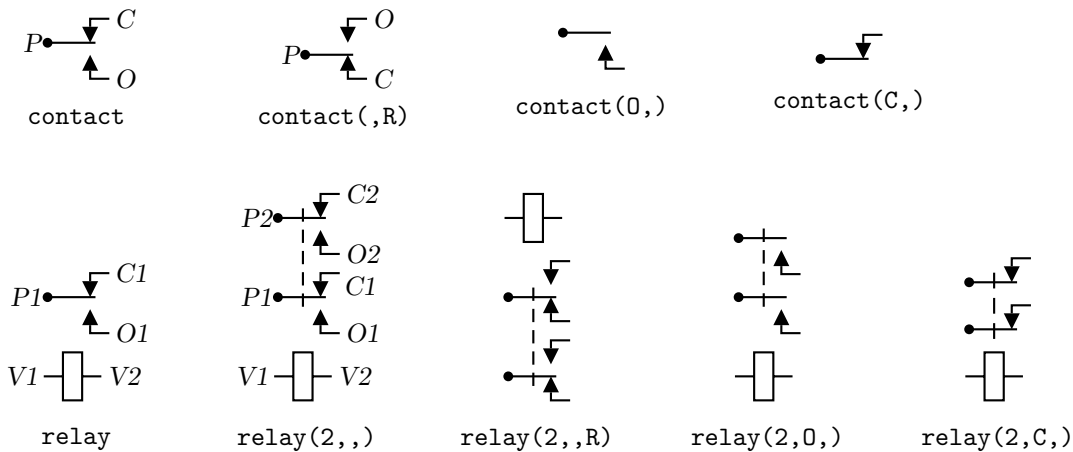 C
O
P
P
O
C
contact
contact(,R)
contact(O,)
contact(C,)
C2
P2
O2
C1
P1
O1
V1 V2
relay
C1
P1
O1
V1 V2
relay(2,,)
relay(2,,R)
relay(2,O,)
relay(2,C,)